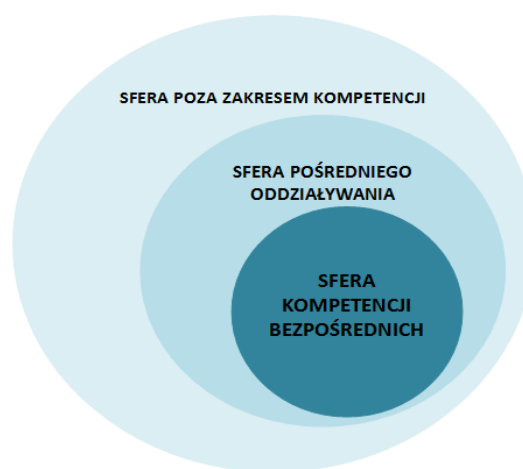 SFERA POZA ZAKRESEM KOMPETENCJI
SFERA POŚREDNIEGO
ODDZIAŁYWANIA
SFERA
KOMPETENCJI
BEZPOŚREDNICH